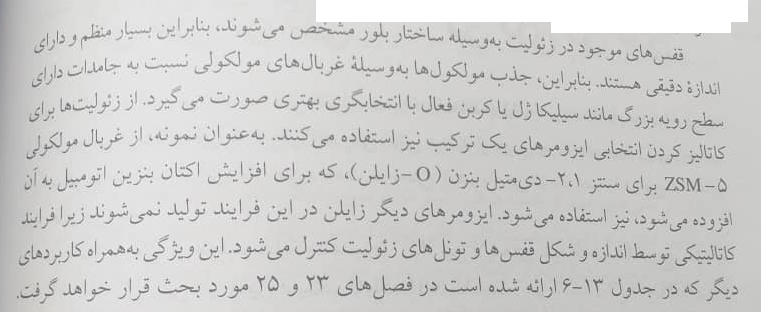 قفس‌های موجود در زئولیت به‌وسیله ساختار بلور مشخص می‌شوند، بنابراین بسیار منظم و دارای
اندازهٔ دقیقی هستند. بنابراین، جذب مولکول‌ها به‌وسیلهٔ غربال‌های مولکولی نسبت به جامدات دارای
سطح رویه بزرگ مانند سیلیکا ژل یا کربن فعال با انتخابگری بهتری صورت می‌گیرد. از زئولیت‌ها برای
کاتالیز کردن انتخابی ایزومرهای یک ترکیب نیز استفاده می‌کنند. به‌عنوان نمونه، از غربال مولکولی
ZSM-۵ برای سنتز ۲،۱-دی‌متیل بنزن (O-زایلن)، که برای افزایش اکتان بنزین اتومبیل به آن
افزوده می‌شود، نیز استفاده می‌شود. ایزومرهای دیگر زایلن در این فرایند تولید نمی‌شوند زیرا فرایند
کاتالیتیکی توسط اندازه و شکل قفس‌ها و تونل‌های زئولیت کنترل می‌شود. این ویژگی به‌همراه کاربردهای
دیگر که در جدول ۱۳-۶ ارائه شده است در فصل‌های ۲۳ و ۲۵ مورد بحث قرار خواهد گرفت.